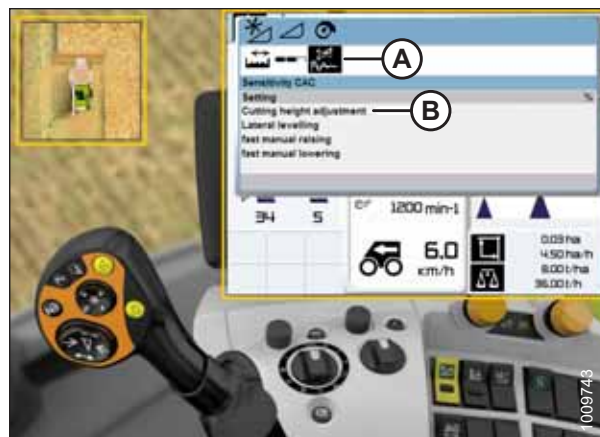 A
Sensitivity CAC
Setting %
Cutting height adjustment
B
Lateral levelling
fast manual raising
fast manual lowering
34 5
1200 min-1
6.0
km/h
0.03 ha
4.50 ha/h
8.00 t/ha
36.00 t/h
1009743